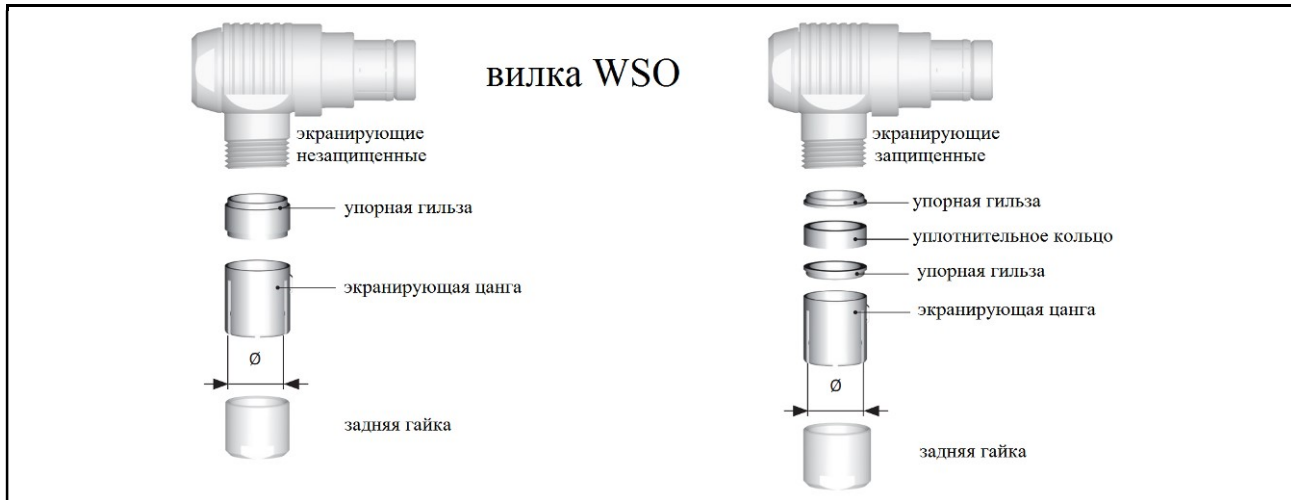 вилка WSO
экранирующие
незащищенные
упорная гильза
экранирующая цанга
Ø
задняя гайка
экранирующие
защищенные
упорная гильза
уплотнительное кольцо
упорная гильза
экранирующая цанга
Ø
задняя гайка